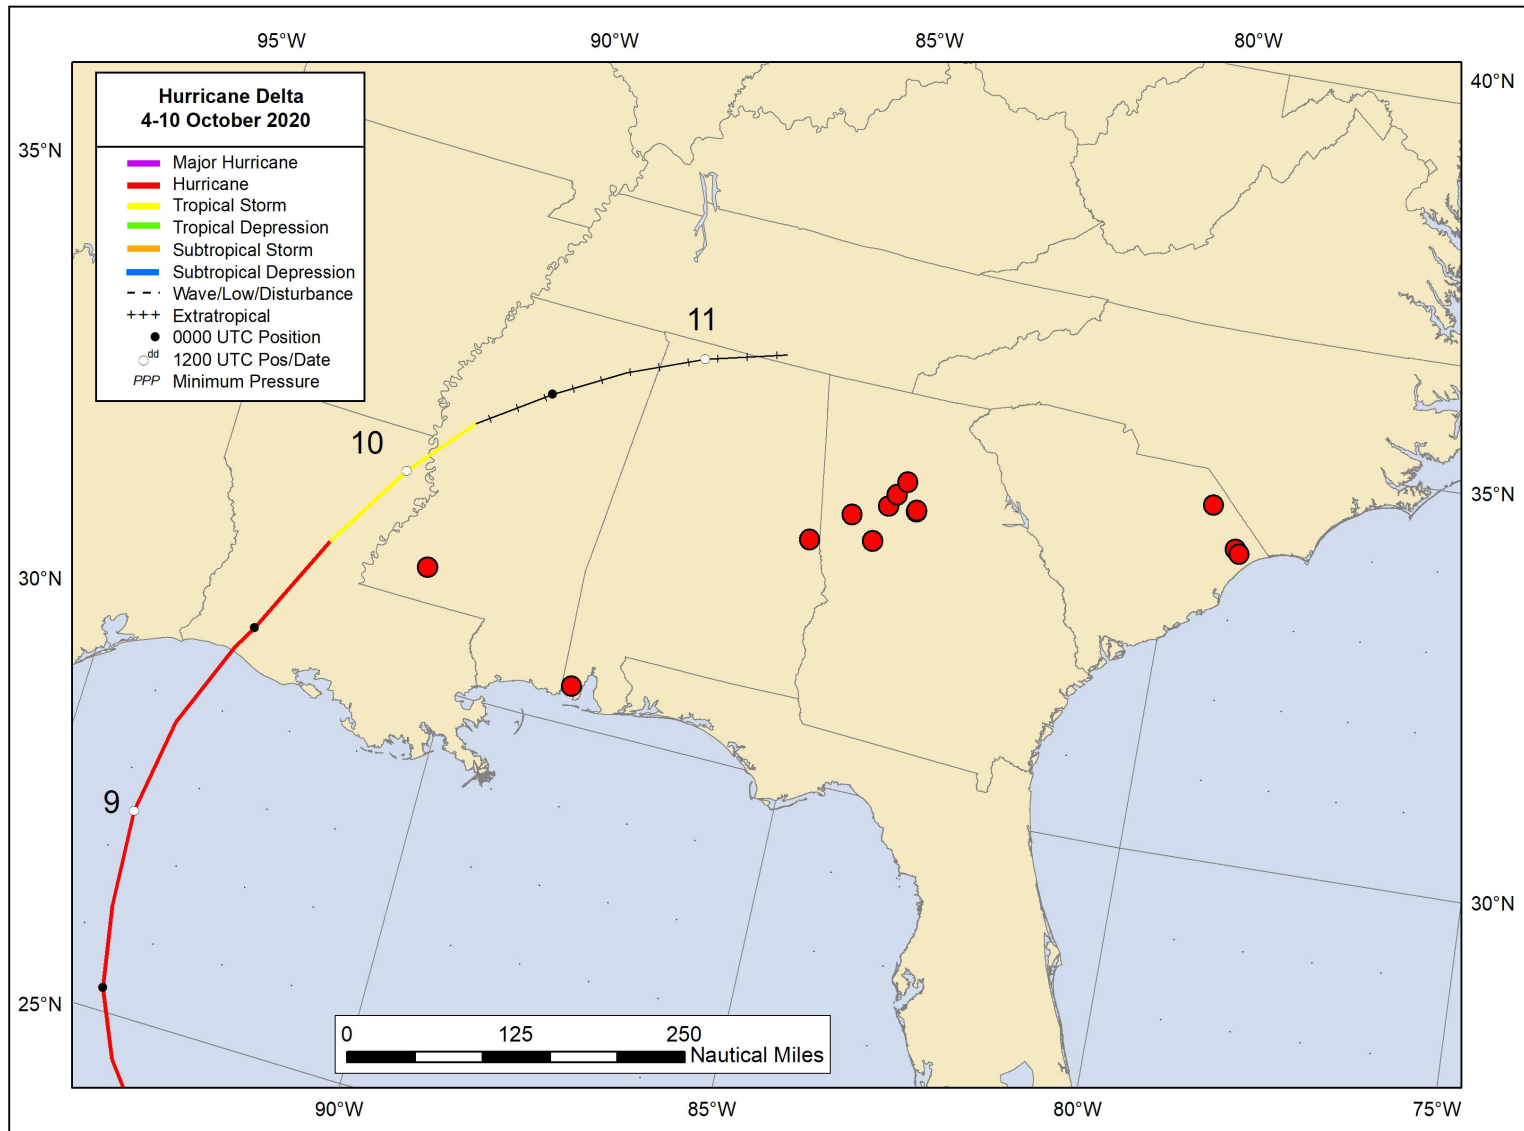 95°W 90°W 85°W 80°W
40°N
35°N
Hurricane Delta
4-10 October 2020
Major Hurricane
Hurricane
Tropical Storm
Tropical Depression
Subtropical Storm
Subtropical Depression
Wave/Low/Disturbance
Extratropical
0000 UTC Position
dd 1200 UTC Pos/Date
PPP Minimum Pressure
11
10
35°N
30°N
9
30°N
25°N
0 125 250
Nautical Miles
90°W 85°W 80°W 75°W